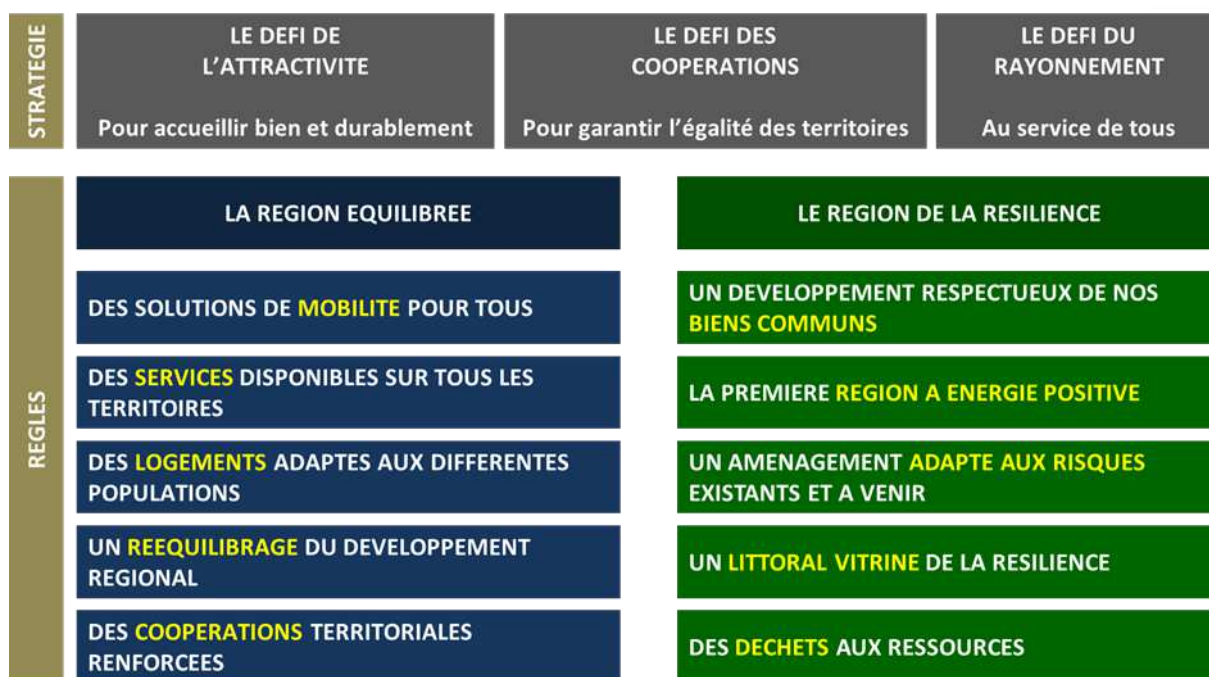 STRATEGIE
LE DEFI DE
L'ATTRACTIVITE
Pour accueillir bien et durablement
LE DEFI DES
COOPERATIONS
Pour garantir l'égalité des territoires
LE DEFI DU
RAYONNEMENT
Au service de tous
REGLES
LA REGION EQUILIBREE
DES SOLUTIONS DE MOBILITE POUR TOUS
DES SERVICES DISPONIBLES SUR TOUS LES
TERRITOIRES
DES LOGEMENTS ADAPTES AUX DIFFERENTES
POPULATIONS
UN REEQUILIBRAGE DU DEVELOPPEMENT
REGIONAL
DES COOPERATIONS TERRITORIALES
RENFORCEES
LE REGION DE LA RESILIENCE
UN DEVELOPPEMENT RESPECTUEUX DE NOS
BIENS COMMUNS
LA PREMIERE REGION A ENERGIE POSITIVE
UN AMENAGEMENT ADAPTE AUX RISQUES
EXISTANTS ET A VENIR
UN LITTORAL VITRINE DE LA RESILIENCE
DES DECHETS AUX RESSOURCES